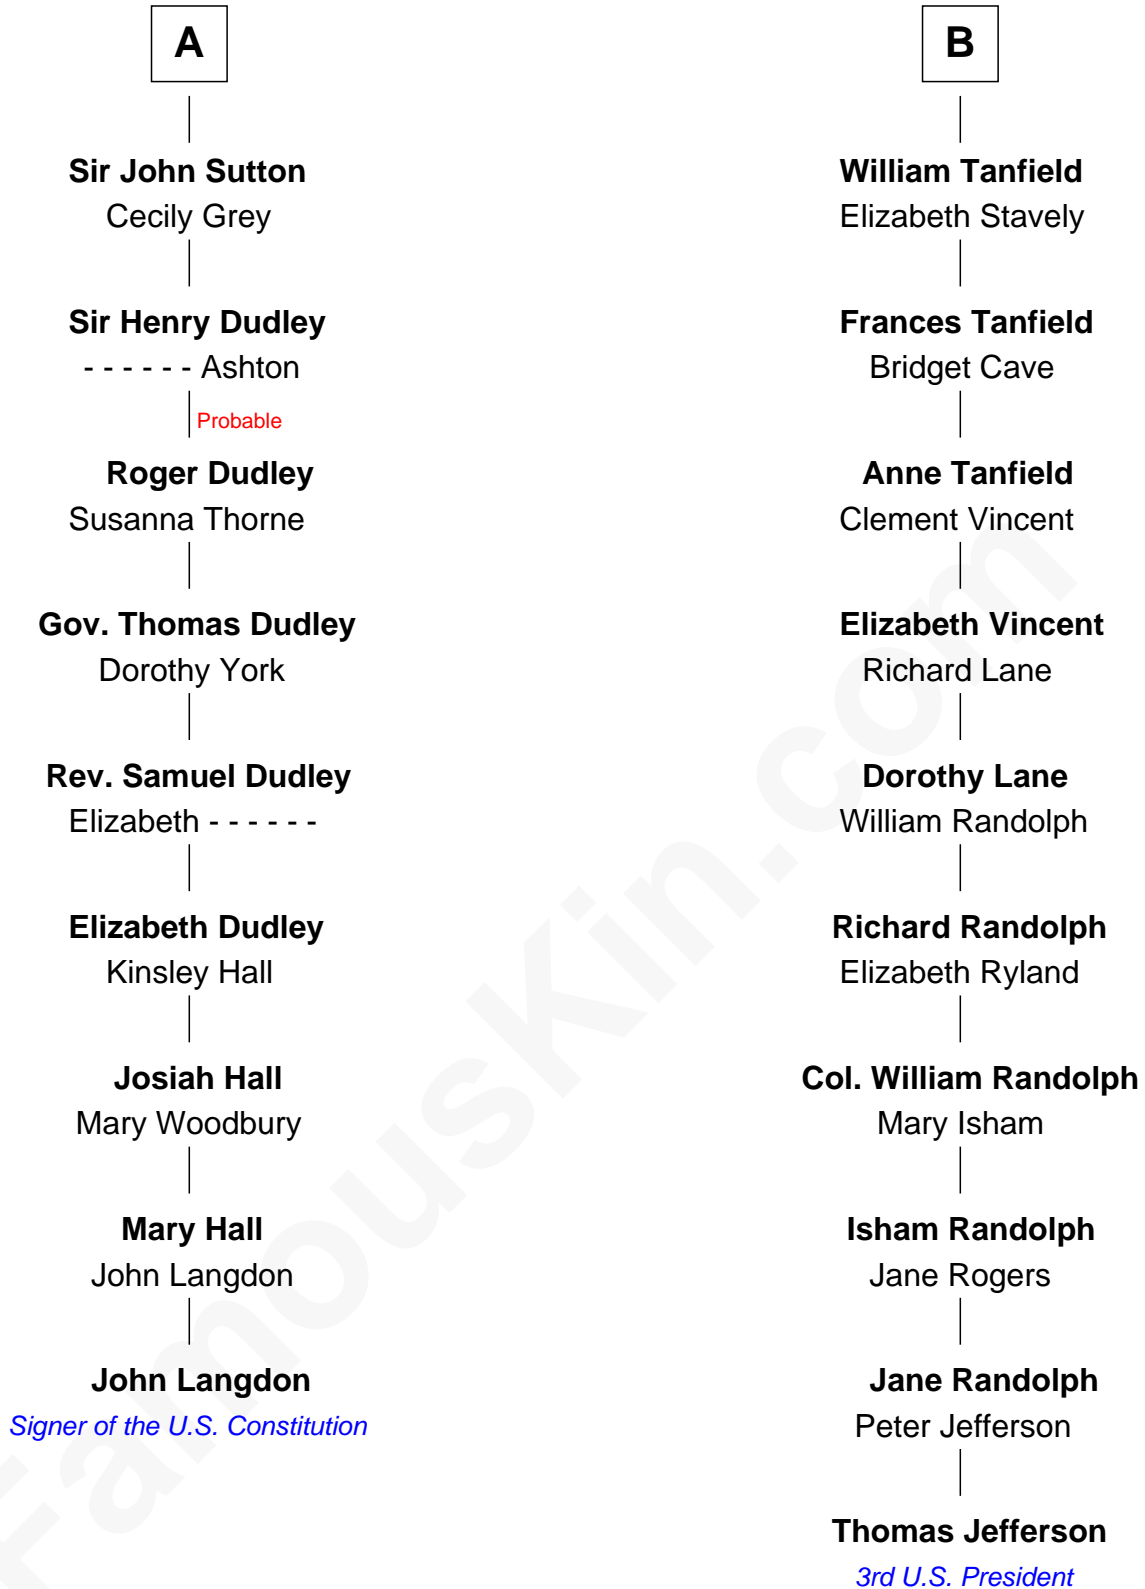 A
Sir John Sutton
Cecily Grey
Sir Henry Dudley
- - - - - - Ashton
Probable
Roger Dudley
Susanna Thorne
Gov. Thomas Dudley
Dorothy York
Rev. Samuel Dudley
Elizabeth - - - - - -
Elizabeth Dudley
Kinsley Hall
Josiah Hall
Mary Woodbury
Mary Hall
John Langdon
John Langdon
Signer of the U.S. Constitution
B
William Tanfield
Elizabeth Stavely
Frances Tanfield
Bridget Cave
Anne Tanfield
Clement Vincent
Elizabeth Vincent
Richard Lane
Dorothy Lane
William Randolph
Richard Randolph
Elizabeth Ryland
Col. William Randolph
Mary Isham
Isham Randolph
Jane Rogers
Jane Randolph
Peter Jefferson
Thomas Jefferson
3rd U.S. President
FamousKin.com